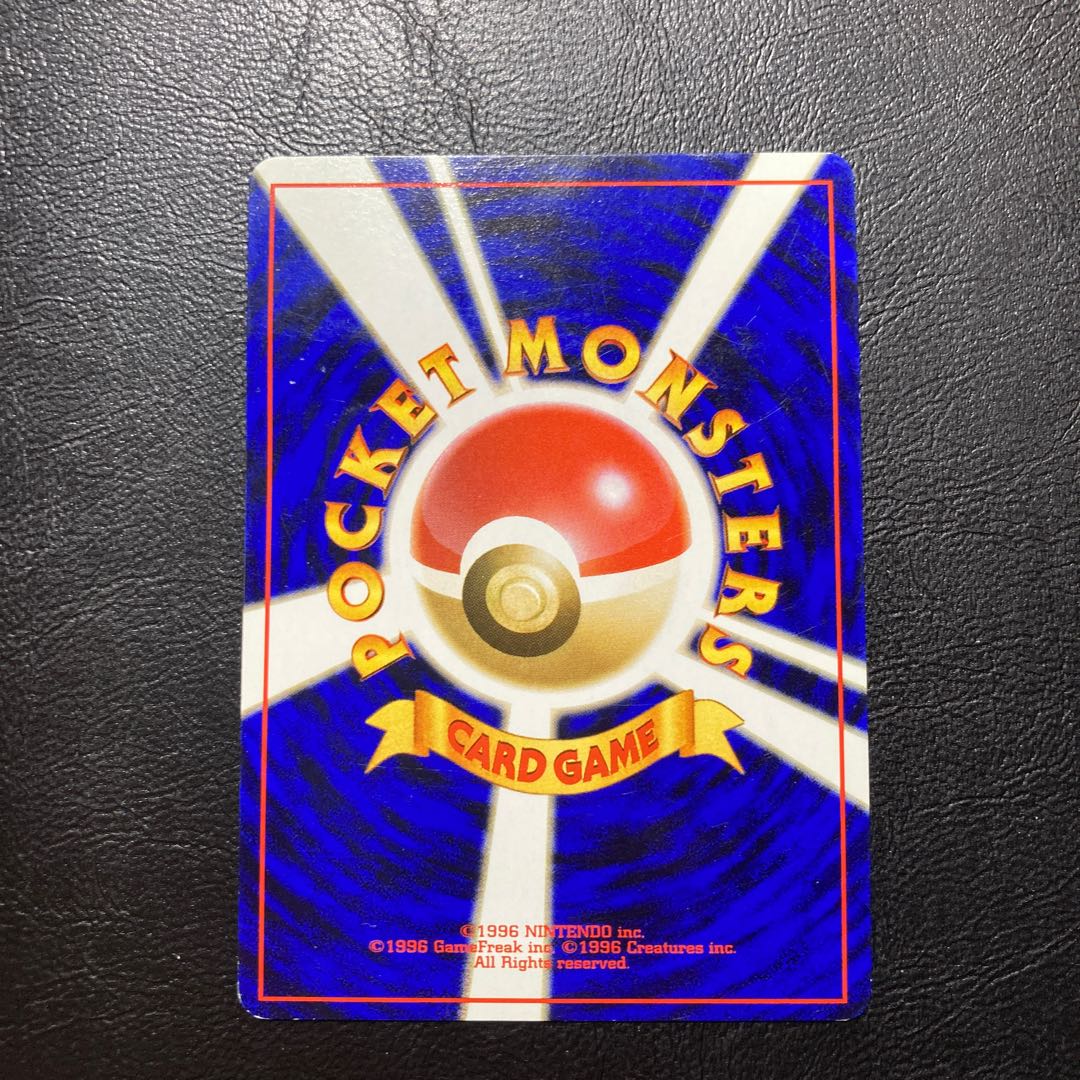 POCKET MONSTERS
CARD GAME
©1996 NINTENDO inc.
©1996 GameFreak inc. ©1996 Creatures inc.
All Rights reserved.